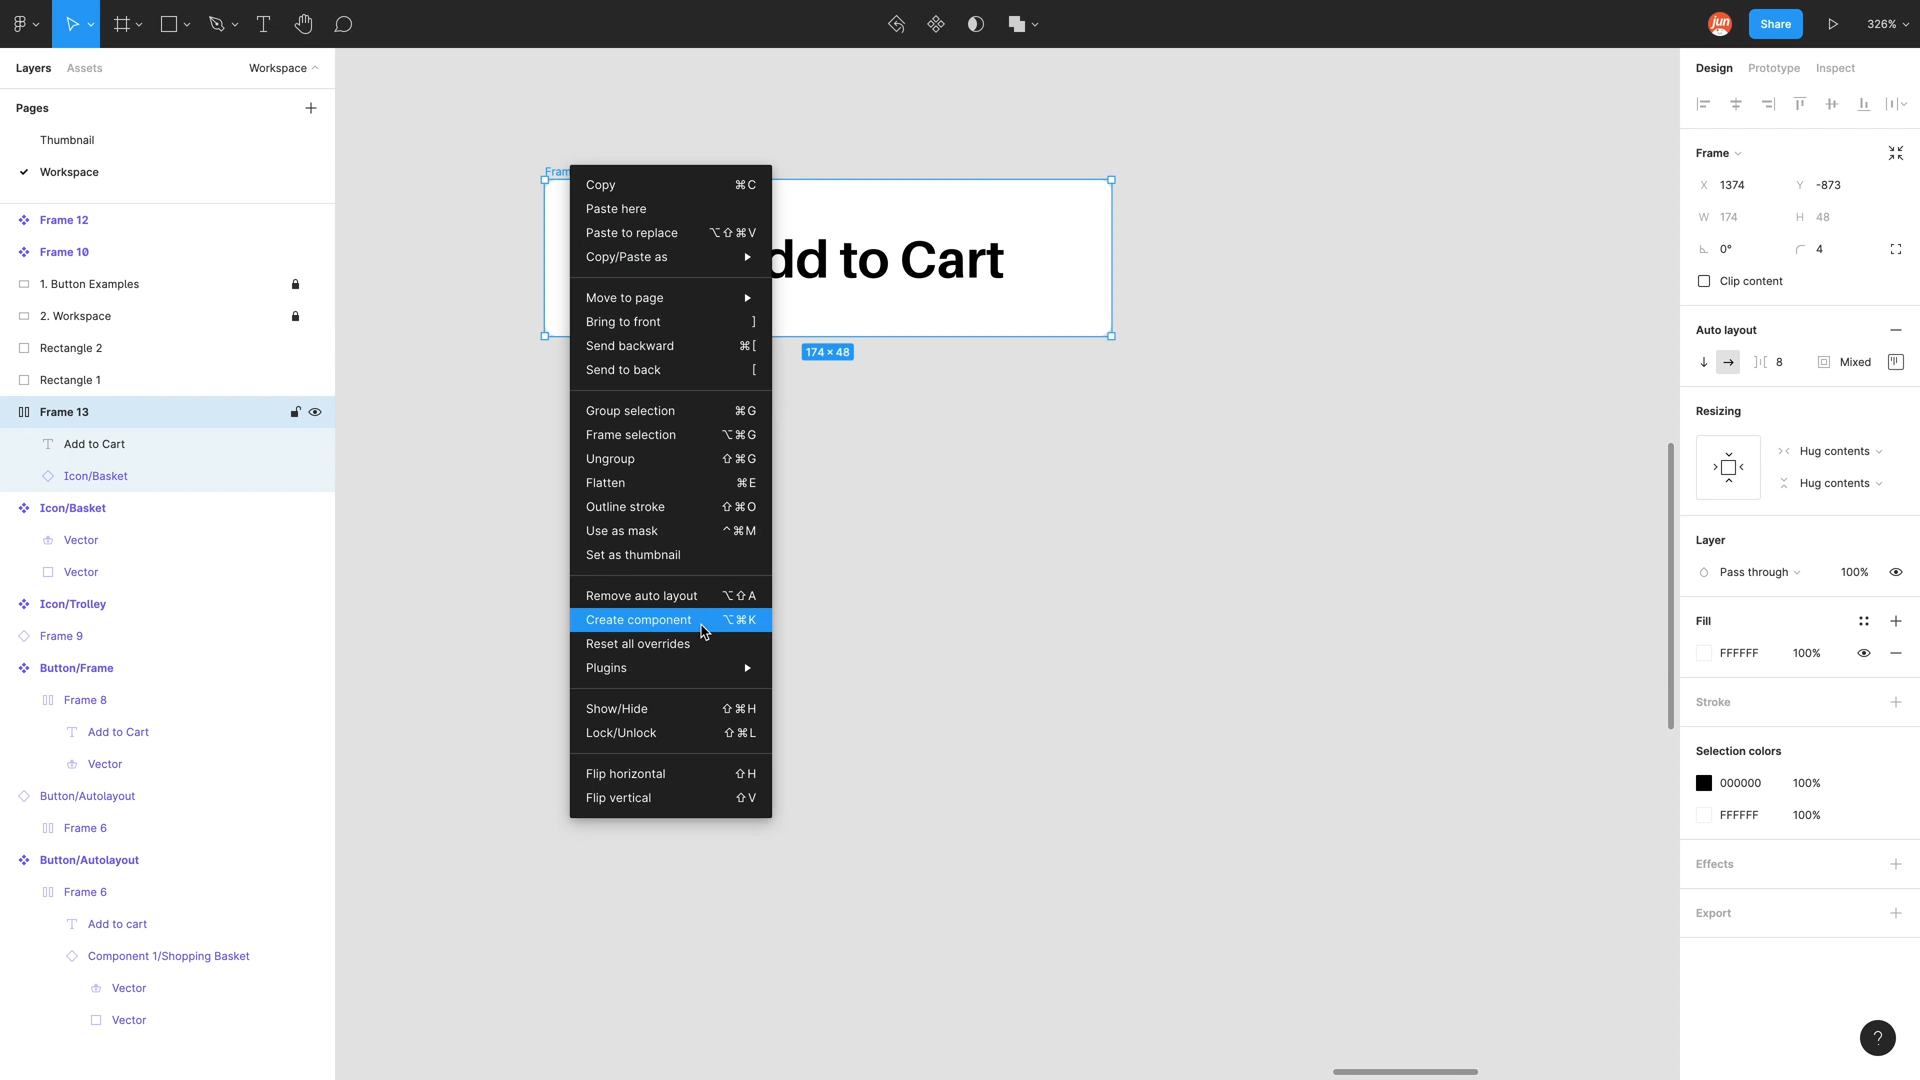 jun
Share
326%
Layers
Assets
Workspace
Pages
Thumbnail
Workspace
Frame 12
Frame 10
1. Button Examples
2. Workspace
Rectangle 2
Rectangle 1
Frame 13
Add to Cart
Icon/Basket
Icon/Basket
Vector
Vector
Icon/Trolley
Frame 9
Button/Frame
Frame 8
Add to Cart
Vector
Button/Autolayout
Frame 6
Button/Autolayout
Frame 6
Add to cart
Component 1/Shopping Basket
Vector
Vector
Fram
dd to Cart
174 × 48
Copy ⌘C
Paste here
Paste to replace ⌥⇧⌘V
Copy/Paste as
Move to page
Bring to front ]
Send backward ⌘[
Send to back [
Group selection ⌘G
Frame selection ⌥⌘G
Ungroup ⇧⌘G
Flatten ⌘E
Outline stroke ⇧⌘O
Use as mask ^⌘M
Set as thumbnail
Remove auto layout ⌥⇧A
Create component ⌥⌘K
Reset all overrides
Plugins
Show/Hide ⇧⌘H
Lock/Unlock ⇧⌘L
Flip horizontal ⇧H
Flip vertical ⇧V
Design Prototype Inspect
Frame
X 1374 Y -873
W 174 H 48
0° 4
Clip content
Auto layout
8 Mixed
Resizing
Hug contents
Hug contents
Layer
Pass through 100%
Fill
FFFFFF 100%
Stroke
Selection colors
000000 100%
FFFFFF 100%
Effects
Export
?